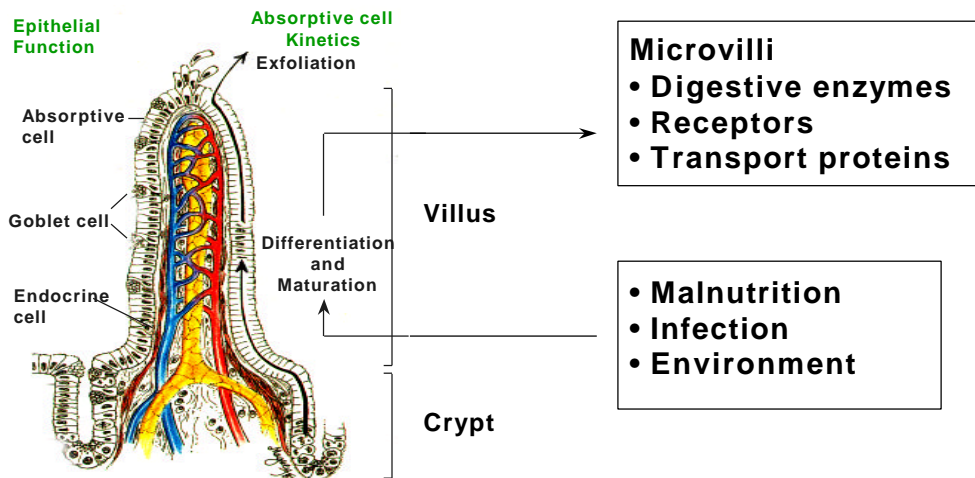 Epithelial
Function
Absorptive cell
Kinetics
Exfoliation
Absorptive
cell
Goblet cell
Endocrine
cell
Differentiation
and
Maturation
Villus
Crypt
Microvilli
• Digestive enzymes
• Receptors
• Transport proteins
• Malnutrition
• Infection
• Environment